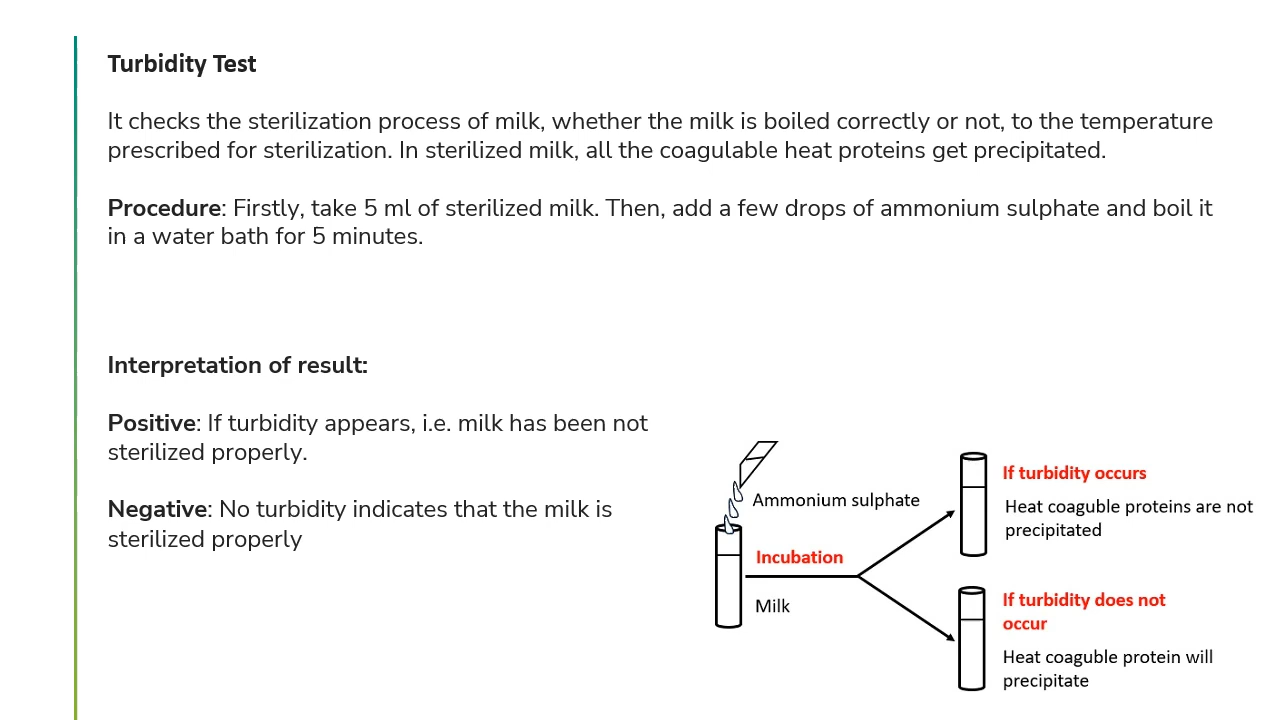 Turbidity Test
It checks the sterilization process of milk, whether the milk is boiled correctly or not, to the temperature
prescribed for sterilization. In sterilized milk, all the coagulable heat proteins get precipitated.
Procedure: Firstly, take 5 ml of sterilized milk. Then, add a few drops of ammonium sulphate and boil it
in a water bath for 5 minutes.
Interpretation of result:
Positive: If turbidity appears, i.e. milk has been not
sterilized properly.
Negative: No turbidity indicates that the milk is
sterilized properly
Ammonium sulphate
Incubation
Milk
If turbidity occurs
Heat coaguble proteins are not
precipitated
If turbidity does not
occur
Heat coaguble protein will
precipitate